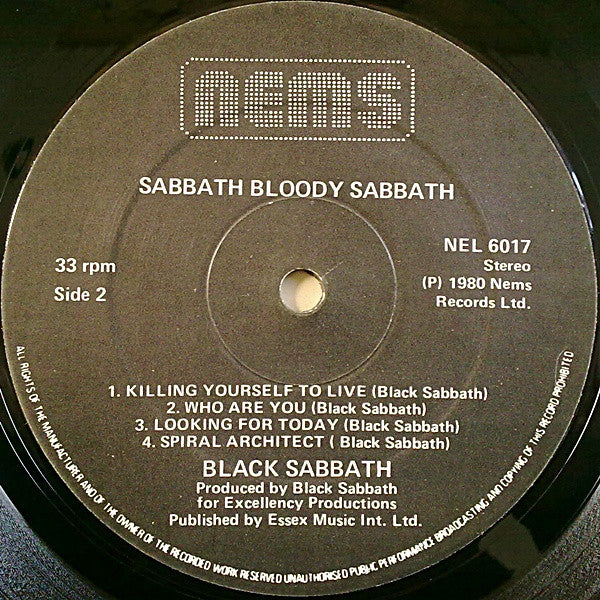 nems
SABBATH BLOODY SABBATH
NEL 6017
33 rpm
Stereo
Side 2
(P) 1980 Nems
Records Ltd.
1. KILLING YOURSELF TO LIVE (Black Sabbath)
2. WHO ARE YOU (Black Sabbath)
3. LOOKING FOR TODAY (Black Sabbath)
4. SPIRAL ARCHITECT ( Black Sabbath)
BLACK SABBATH
Produced by Black Sabbath
for Excellency Productions
Published by Essex Music Int. Ltd.
ALL RIGHTS OF THE MANUFACTURER AND OF THE OWNER OF THE RECORDED WORK RESERVED UNAUTHORISED PUBLIC PERFORMANCE BROADCASTING AND COPYING OF THIS RECORD PROHIBITED